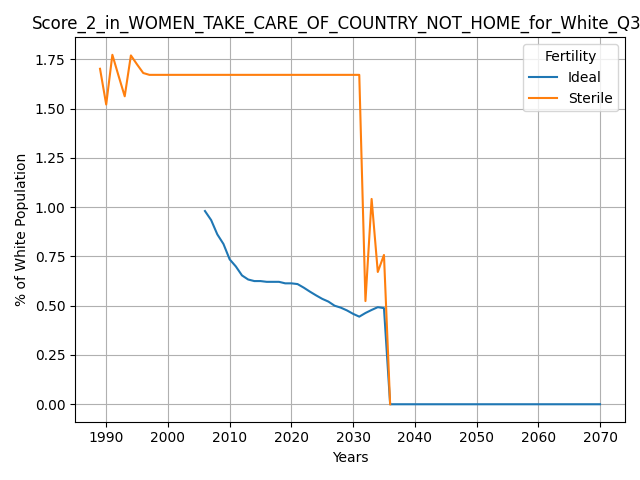 Score_2_in_WOMEN_TAKE_CARE_OF_COUNTRY_NOT_HOME_for_White_Q3
Fertility
Ideal
Sterile
1.75
1.50
1.25
1.00
0.75
0.50
0.25
0.00
% of White Population
1990 2000 2010 2020 2030 2040 2050 2060 2070
Years